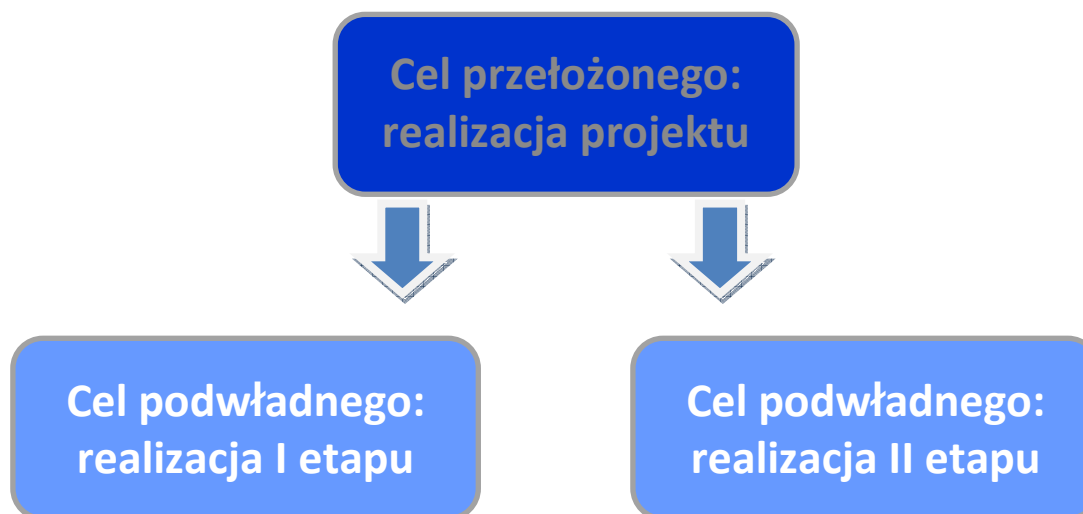 Cel przełożonego:
realizacja projektu
Cel podwładnego:
realizacja I etapu
Cel podwładnego:
realizacja II etapu